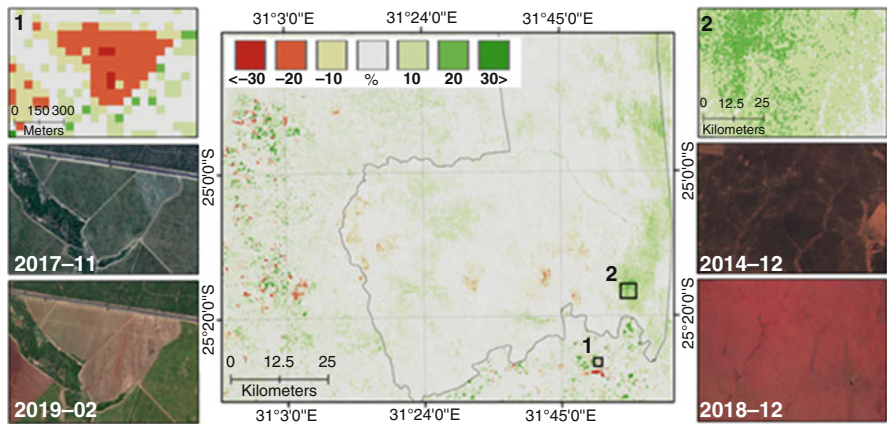 1
0 150 300
Meters
2017–11
2019–02
31°3'0"E 31°24'0"E 31°45'0"E
<–30 –20 –10 % 10 20 30>
25°0'0"S
25°20'0"S
2
1
0 12.5 25
Kilometers
25°0'0"S
25°20'0"S
31°3'0"E 31°24'0"E 31°45'0"E
2
0 12.5 25
Kilometers
2014–12
2018–12